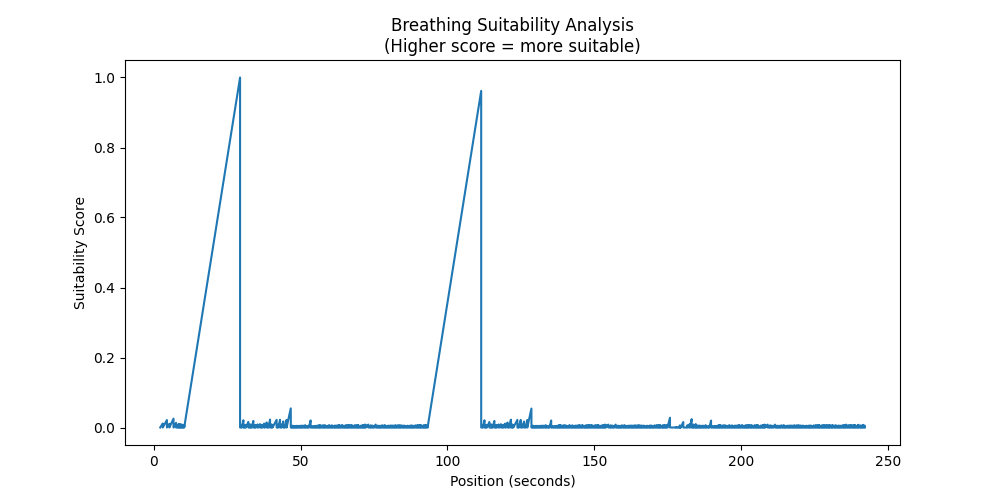 Breathing Suitability Analysis
(Higher score = more suitable)
1.0
0.8
0.6
0.4
0.2
0.0
Suitability Score
0 50 100 150 200 250
Position (seconds)